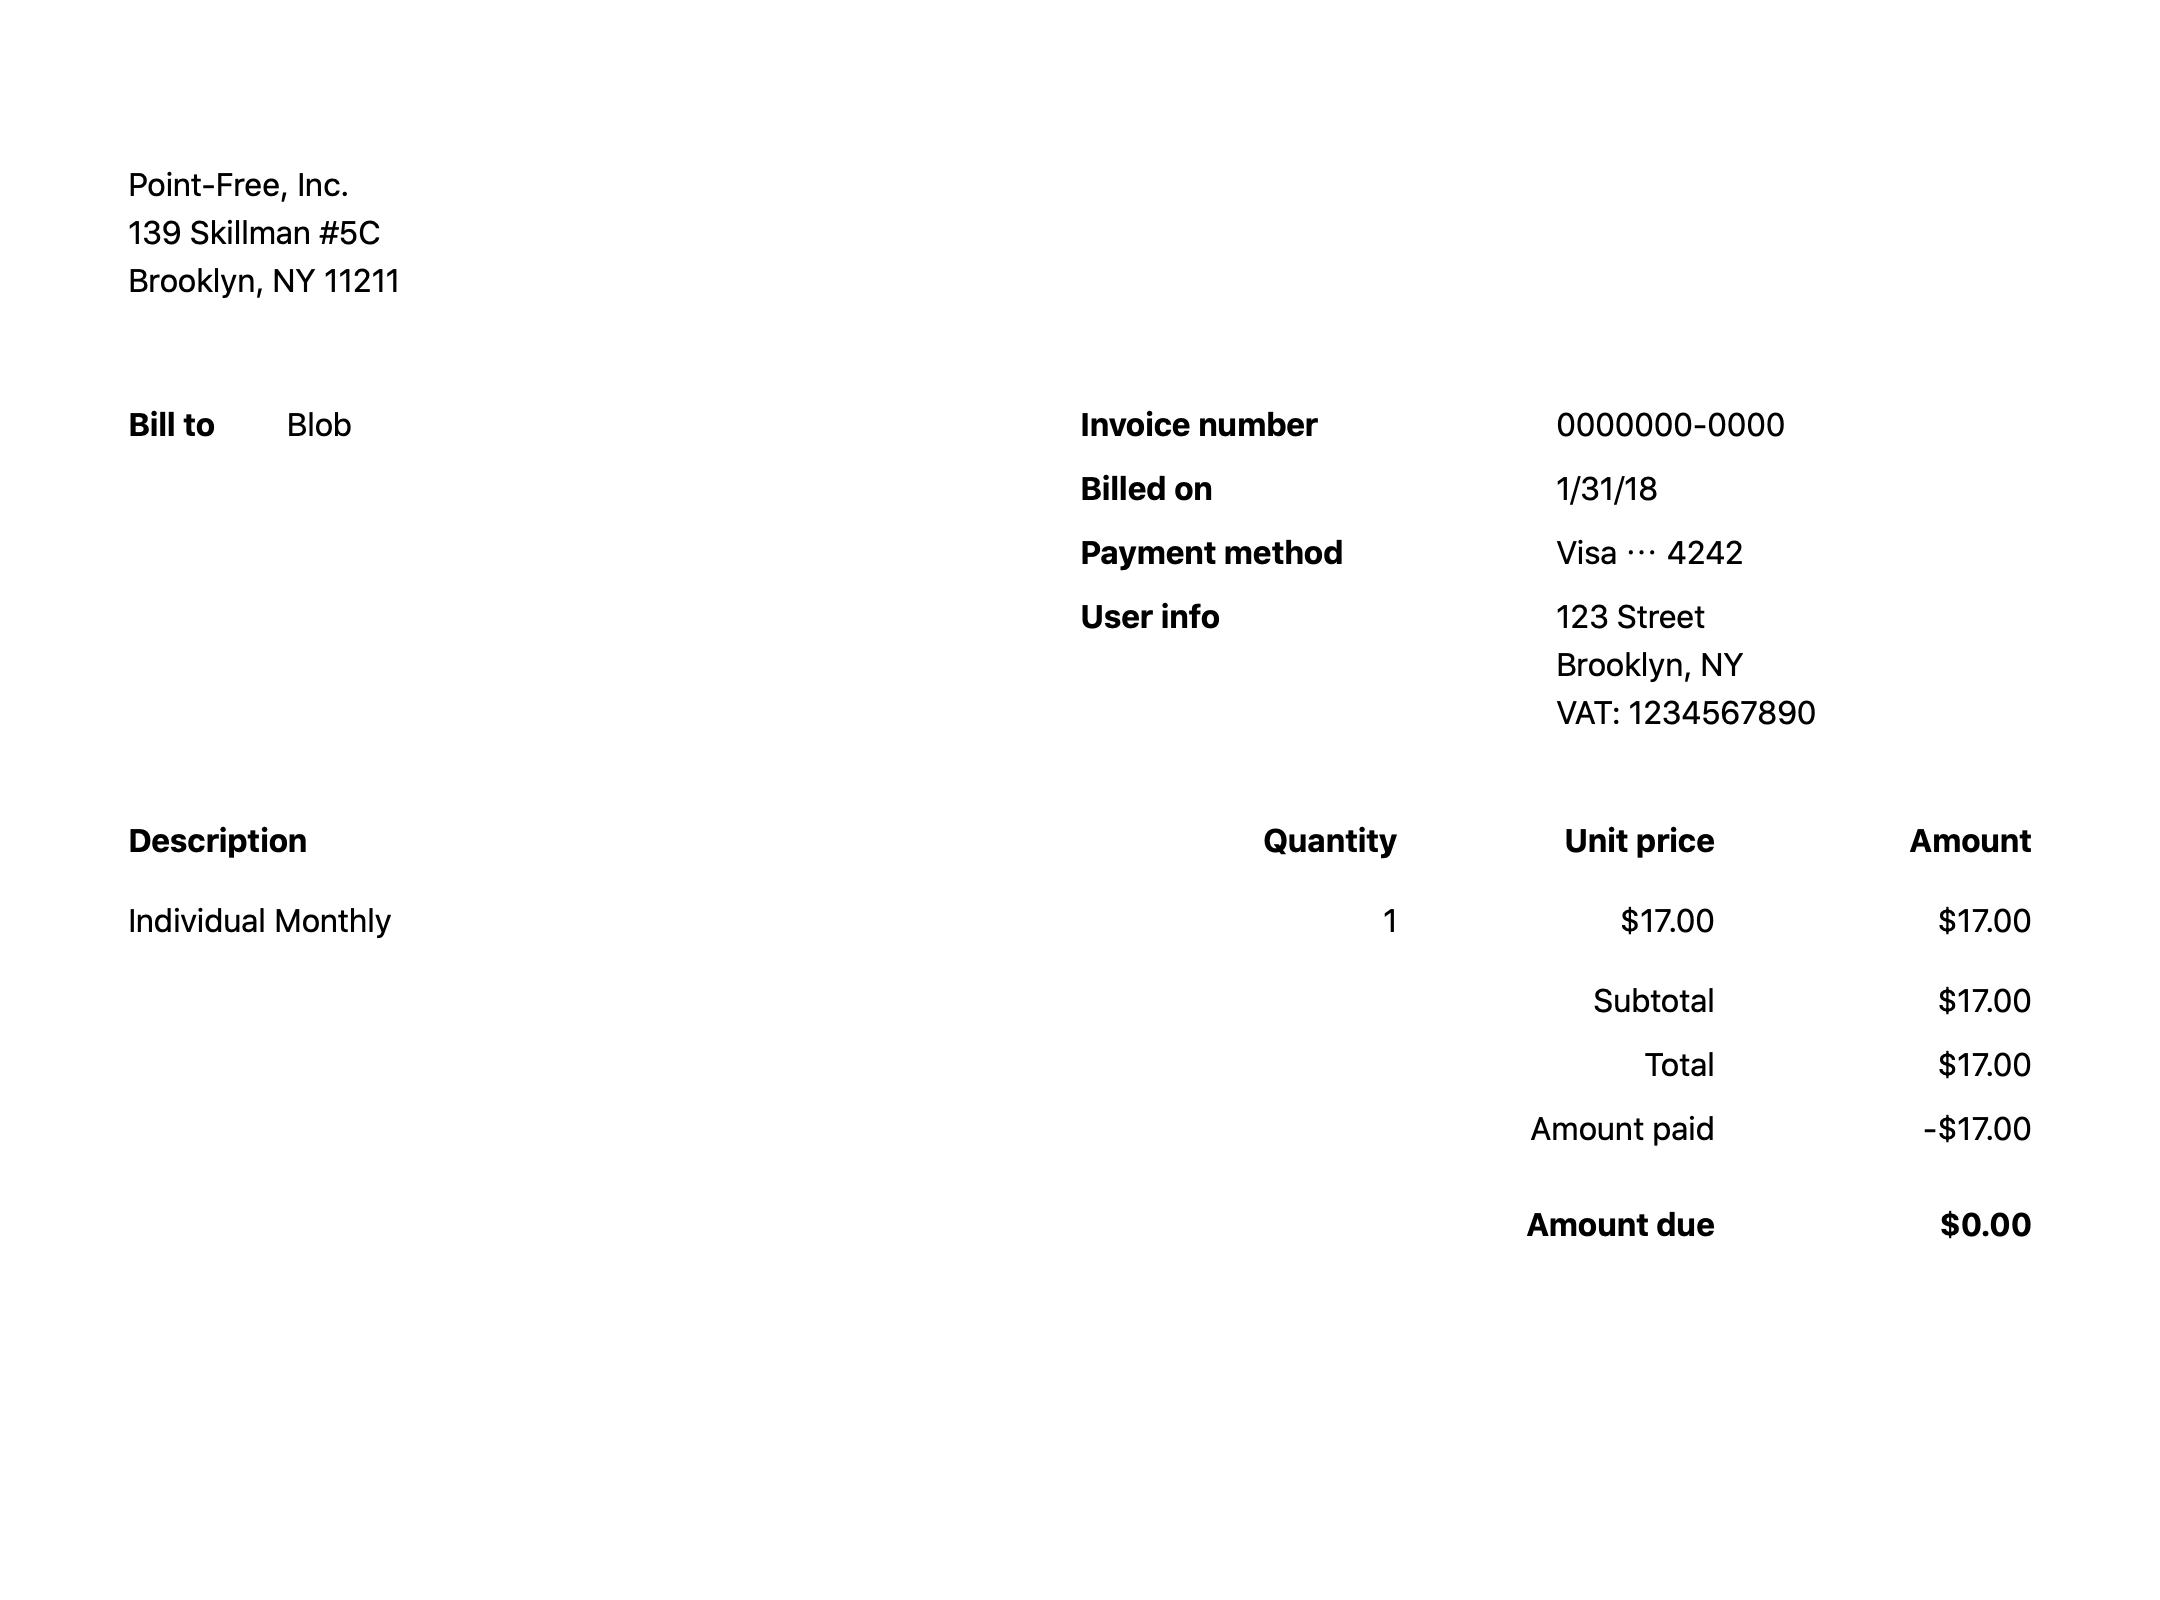 Point-Free, Inc.
139 Skillman #5C
Brooklyn, NY 11211
Bill to Blob
Invoice number 0000000-0000
Billed on 1/31/18
Payment method Visa ··· 4242
User info 123 Street
Brooklyn, NY
VAT: 1234567890
Description Quantity Unit price Amount
Individual Monthly 1 $17.00 $17.00
Subtotal $17.00
Total $17.00
Amount paid -$17.00
Amount due $0.00